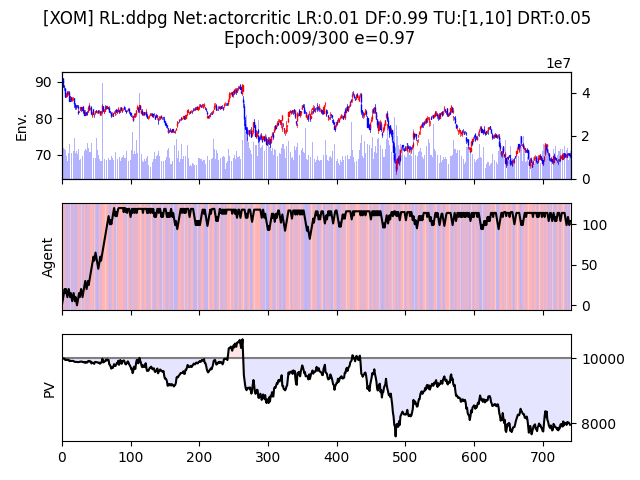 [XOM] RL:ddpg Net:actorcritic LR:0.01 DF:0.99 TU:[1,10] DRT:0.05
Epoch:009/300 e=0.97
1e7
90
80
70
Env.
4
2
0
Agent
100
50
0
PV
10000
8000
0 100 200 300 400 500 600 700